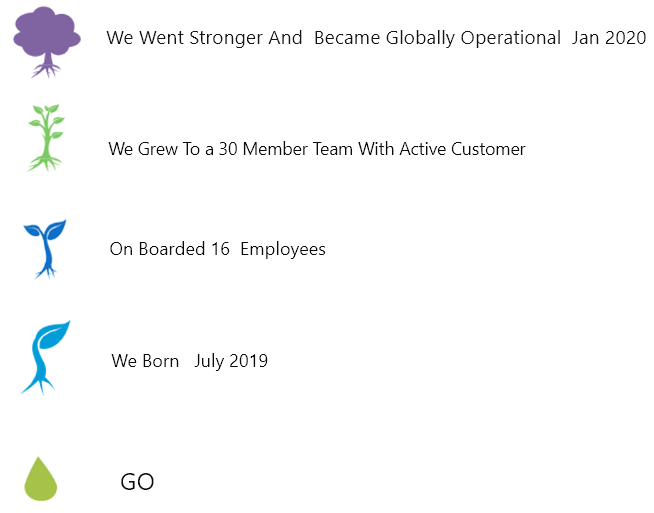 We Went Stronger And  Became Globally Operational  Jan 2020
We Grew To a 30 Member Team With Active Customer
On Boarded 16  Employees
We Born   July 2019
GO